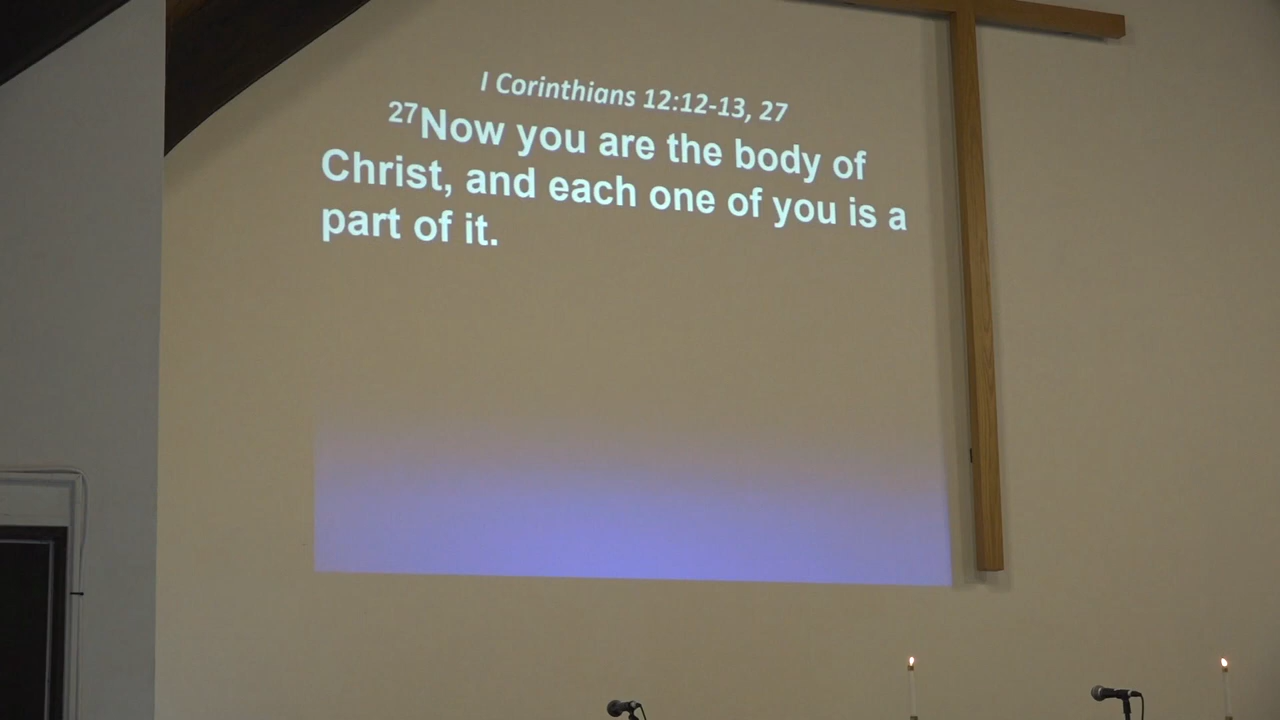 I Corinthians 12:12-13, 27
27Now you are the body of
Christ, and each one of you is a
part of it.